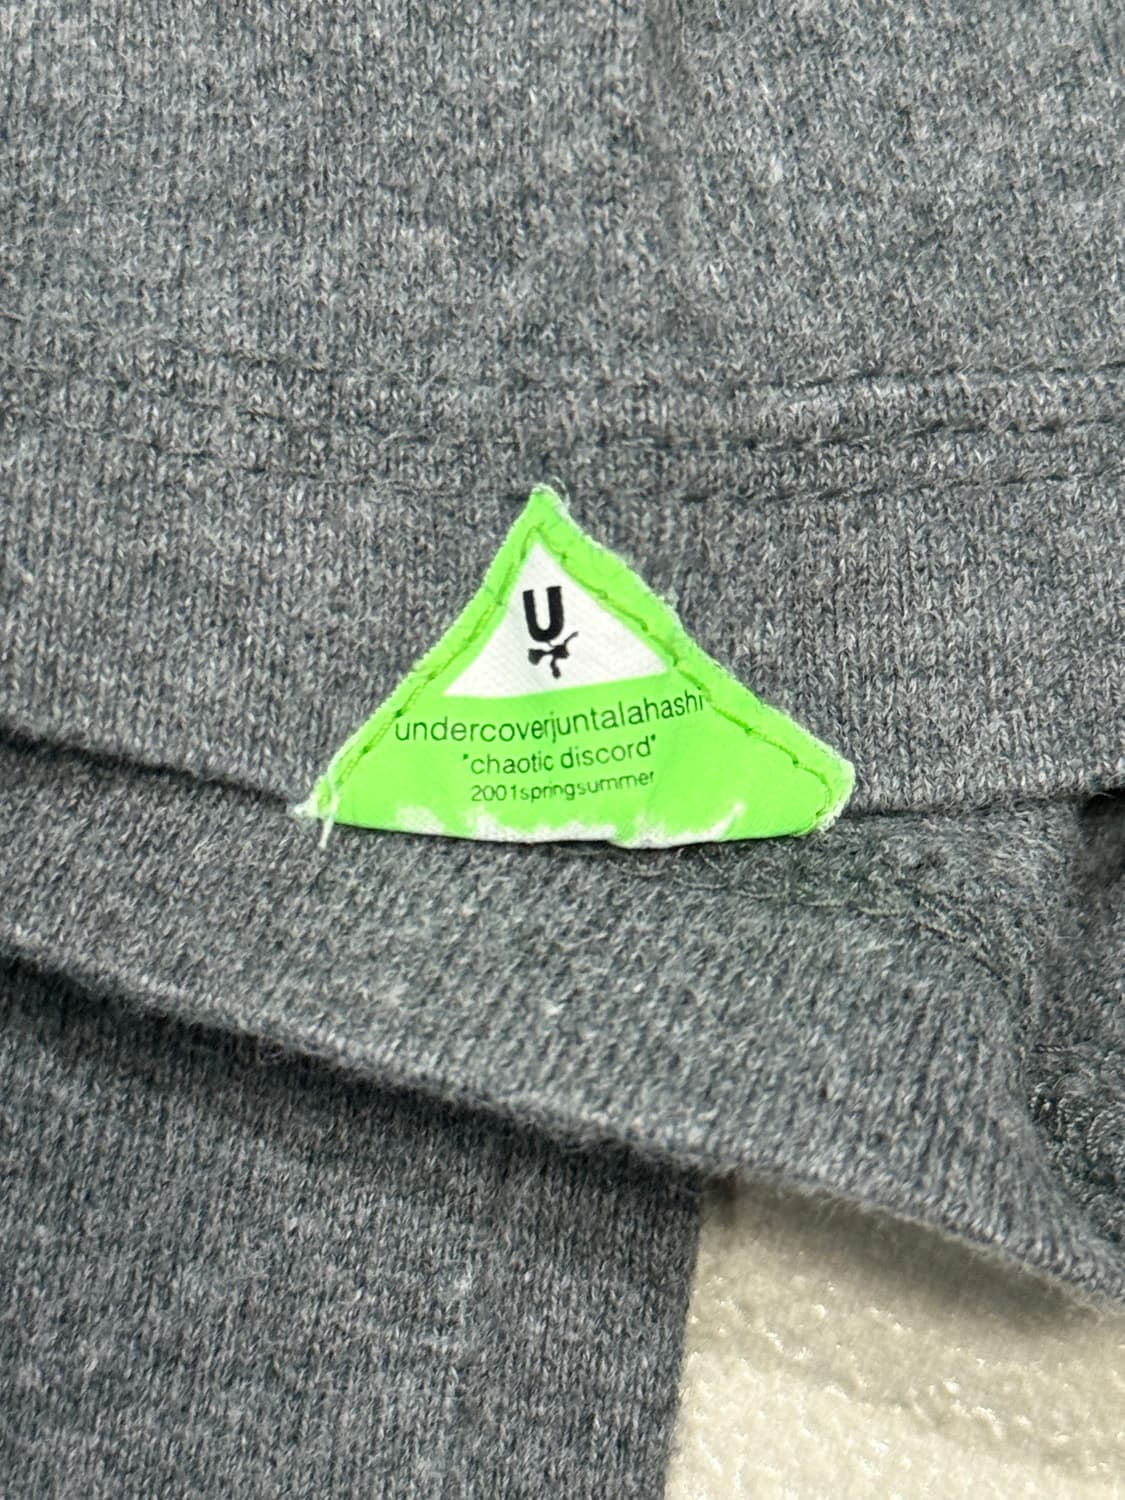 U
undercoverjuntalahashi
"chaotic discord"
2001springsummer